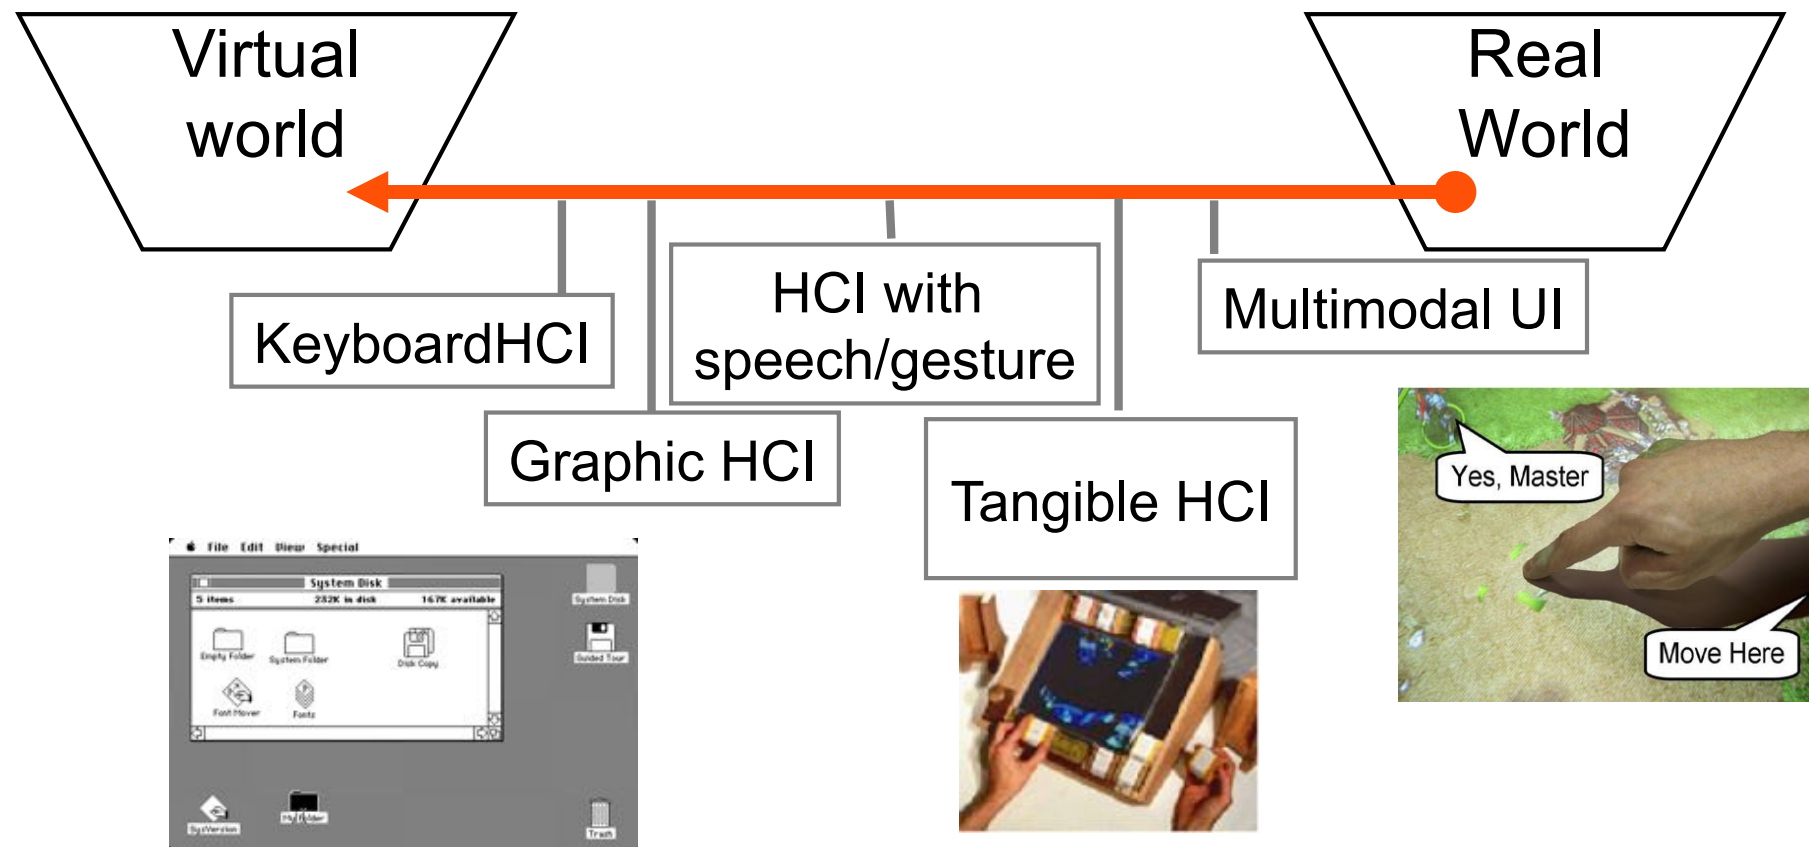 Virtual
world
Real
World
KeyboardHCI
Graphic HCI
HCI with
speech/gesture
Tangible HCI
Multimodal UI
File Edit View Special
System Disk
5 items 232K in disk 167K available
Empty Folder
System Folder
Disk Copy
Font Mover
Fonts
System Disk
Guided Tour
SysVersion
Trash
Yes, Master
Move Here